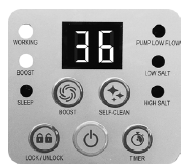 36
WORKING
PUMP LOW FLOW
BOOST
LOW SALT
SLEEP
HIGH SALT
BOOST
SELF-CLEAN
LOCK / UNLOCK
TIMER